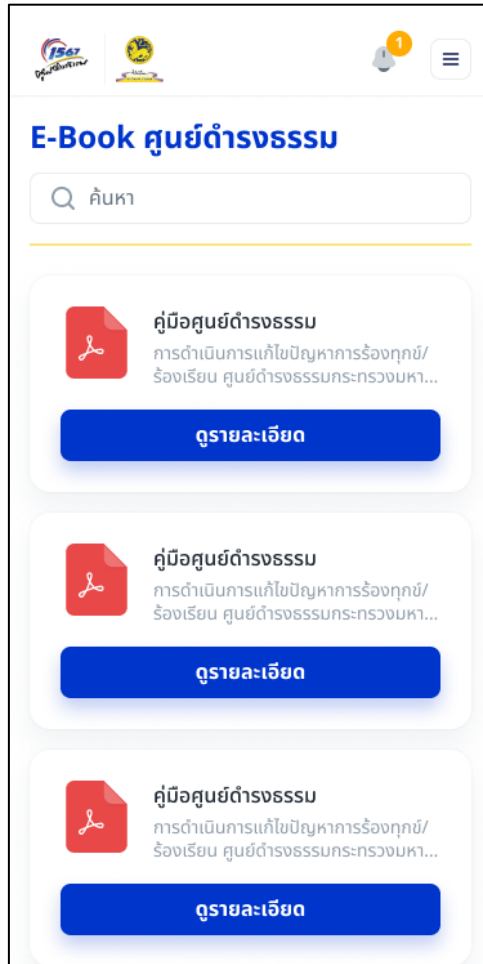 1567
1
E-Book ศูนย์ดำรงธรรม
ค้นหา
คู่มือศูนย์ดำรงธรรม
การดำเนินการแก้ไขปัญหาการร้องทุกข์/
ร้องเรียน ศูนย์ดำรงธรรมกระทรวงมหา...
ดูรายละเอียด
คู่มือศูนย์ดำรงธรรม
การดำเนินการแก้ไขปัญหาการร้องทุกข์/
ร้องเรียน ศูนย์ดำรงธรรมกระทรวงมหา...
ดูรายละเอียด
คู่มือศูนย์ดำรงธรรม
การดำเนินการแก้ไขปัญหาการร้องทุกข์/
ร้องเรียน ศูนย์ดำรงธรรมกระทรวงมหา...
ดูรายละเอียด